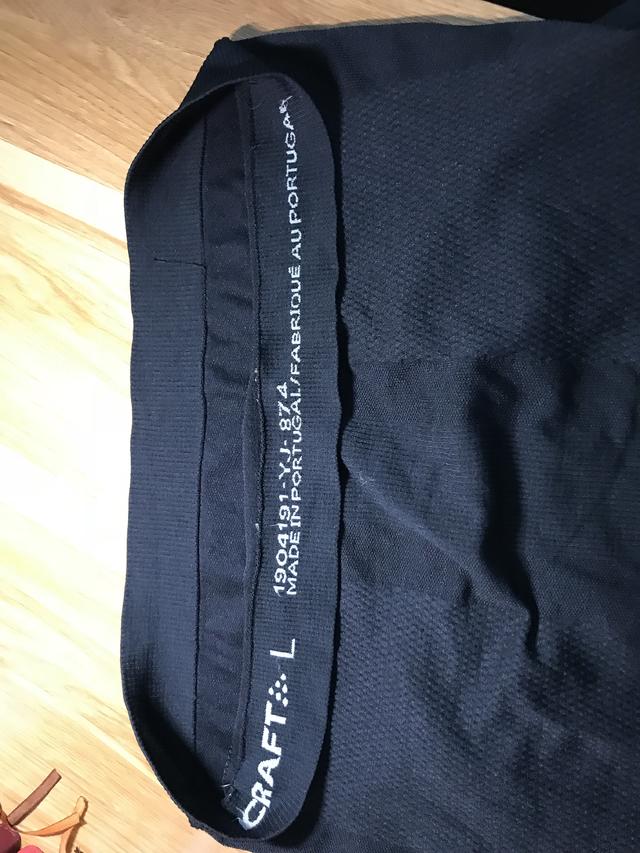 CRAFT L
1904191-YJ-874
MADE IN PORTUGAL/FABRIQUÉ AU PORTUGAL